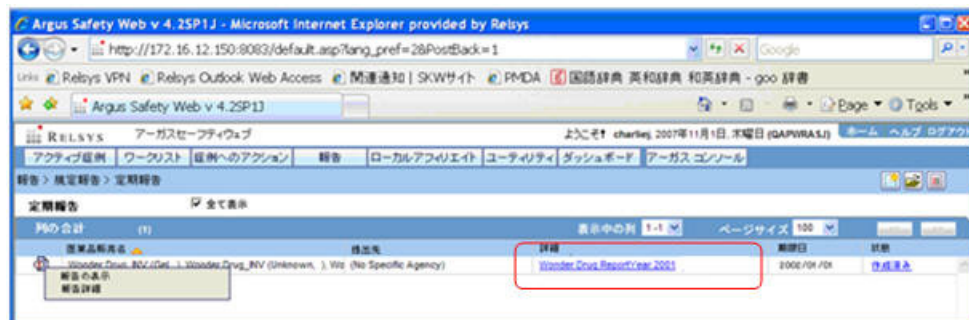 Argus Safety Web v 4.2SP1J - Microsoft Internet Explorer provided by Relsys
http://172.16.12.150:8083/default.asp?lang_pref=2&PostBack=1
Google
Links Relsys VPN Relsys Outlook Web Access 関連通知 | SKWサイト PMDA 国語辞典 英和辞典 和英辞典 - goo 辞書
Argus Safety Web v 4.2SP1J Page Tools
RELSYS アーガスセーフティウェブ ようこそ! charliej, 2007年11月1日, 木曜日 (QAPWRASJ) ホーム ヘルプ ログアウト
アクティブ症例 ワークリスト 症例へのアクション 報告 ローカルアフィリエイト ユーティリティ ダッシュボード アーガス コンソール
報告 > 規定報告 > 定期報告
定期報告 全て表示
列の合計 (1) 表示中の列 1-1 ページサイズ 100
医薬品販売名 提出先 詳細 期限日 状態
Wonder Drug_INV (Gel, ), Wonder Drug_INV (Unknown, ), Wo (No Specific Agency) Wonder Drug ReportYear 2001 2002/01/01 作成済み
報告の表示
報告詳細